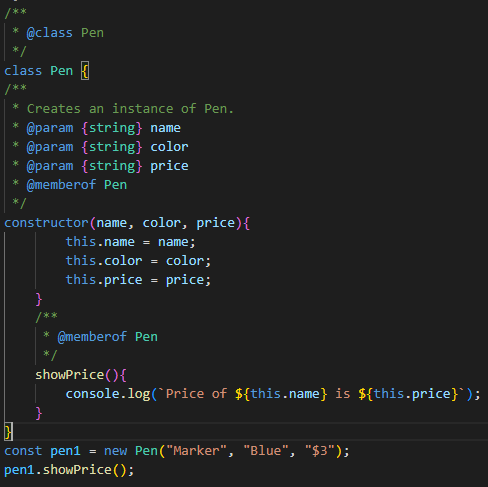 /**
 * @class Pen
 */
class Pen {
/**
 * Creates an instance of Pen.
 * @param {string} name
 * @param {string} color
 * @param {string} price
 * @memberof Pen
 */
constructor(name, color, price){
        this.name = name;
        this.color = color;
        this.price = price;
    }
    /**
     * @memberof Pen
     */
    showPrice(){
        console.log(`Price of ${this.name} is ${this.price}`);
    }
}
const pen1 = new Pen("Marker", "Blue", "$3");
pen1.showPrice();